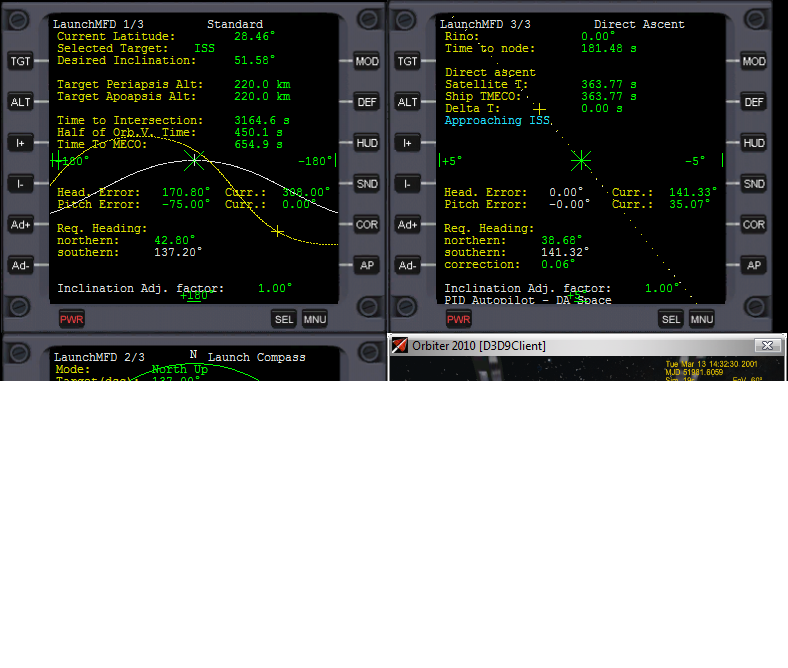 LaunchMFD 1/3 Standard
Current Latitude: 28.46°
Selected Target: ISS
Desired Inclination: 51.58°
Target Periapsis Alt: 220.0 km
Target Apoapsis Alt: 220.0 km
Time to Intersection: 3164.6 s
Half of Orb.V. Time: 450.1 s
Time To MECO: 654.9 s
+180° -180°
Head. Error: 170.80° Curr.: 308.00°
Pitch Error: -75.00° Curr.: 0.00°
Req. Heading:
northern: 42.80°
southern: 137.20°
Inclination Adj. factor: 1.00°
+180°
TGT
ALT
I+
I-
Ad+
Ad-
MOD
DEF
HUD
SND
COR
AP
PWR SEL MNU
LaunchMFD 3/3 Direct Ascent
Rino: 0.00°
Time to node: 181.48 s
Direct ascent
Satellite T: 363.77 s
Ship TMECO: 363.77 s
Delta T: 0.00 s
Approaching ISS.
+5° -5°
Head. Error: 0.00° Curr.: 141.33°
Pitch Error: -0.00° Curr.: 35.07°
Req. Heading:
northern: 38.68°
southern: 141.32°
correction: 0.06°
Inclination Adj. factor: 1.00°
PID Autopilot - DA Space
+5°
TGT
ALT
I+
I-
Ad+
Ad-
MOD
DEF
HUD
SND
COR
AP
PWR SEL MNU
LaunchMFD 2/3 N Launch Compass
Mode: North Up
Target(deg): 137.00°
Orbiter 2010 [D3D9Client]
Tue Mar 13 14:32:30 2001
MJD 51981.6059
Sim 19s FoV 60°